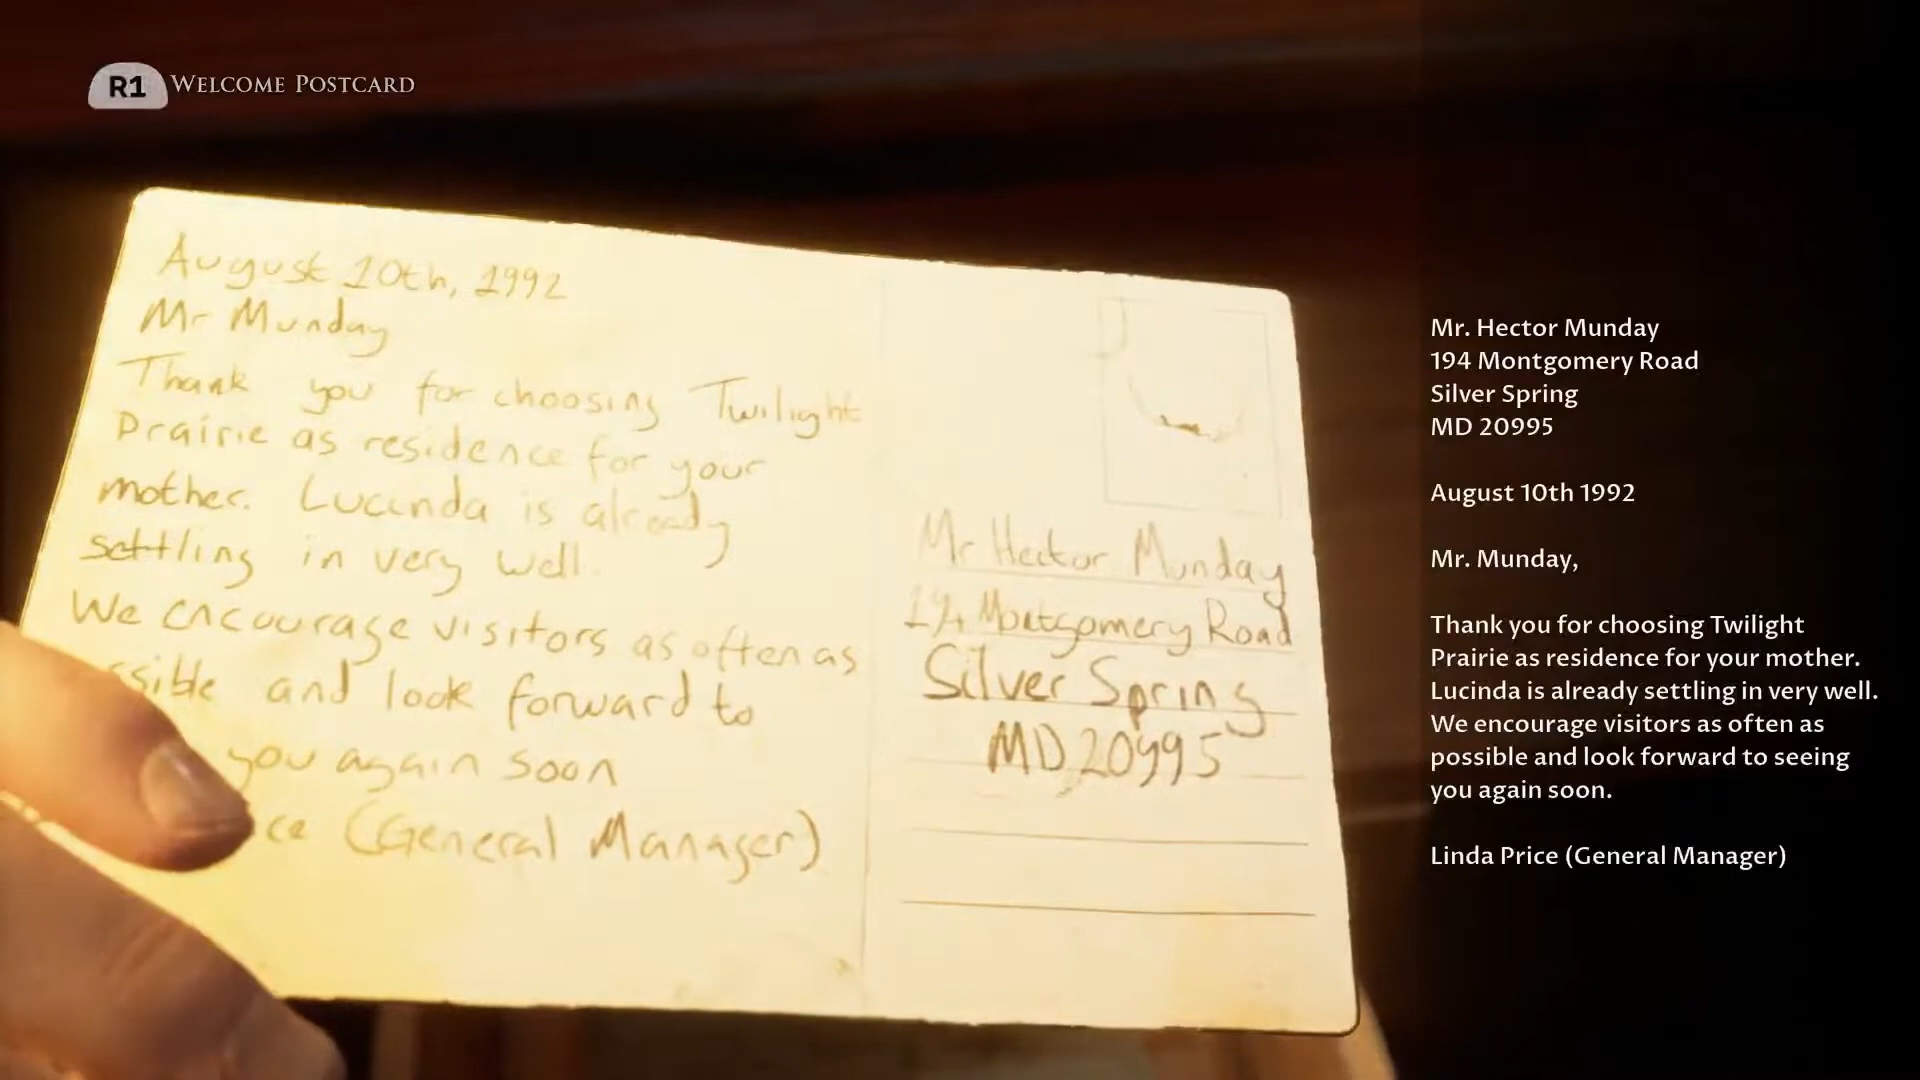 R1 WELCOME POSTCARD
August 10th, 1992
Mr Munday
Thank you for choosing Twilight
Prairie as residence for your
mother. Lucinda is already
settling in very well.
We encourage visitors as often as
ssible and look forward to
you again soon
ce (General Manager)
Mr Hector Munday
194 Montgomery Road
Silver Spring
MD 20995
Mr. Hector Munday
194 Montgomery Road
Silver Spring
MD 20995
August 10th 1992
Mr. Munday,
Thank you for choosing Twilight
Prairie as residence for your mother.
Lucinda is already settling in very well.
We encourage visitors as often as
possible and look forward to seeing
you again soon.
Linda Price (General Manager)